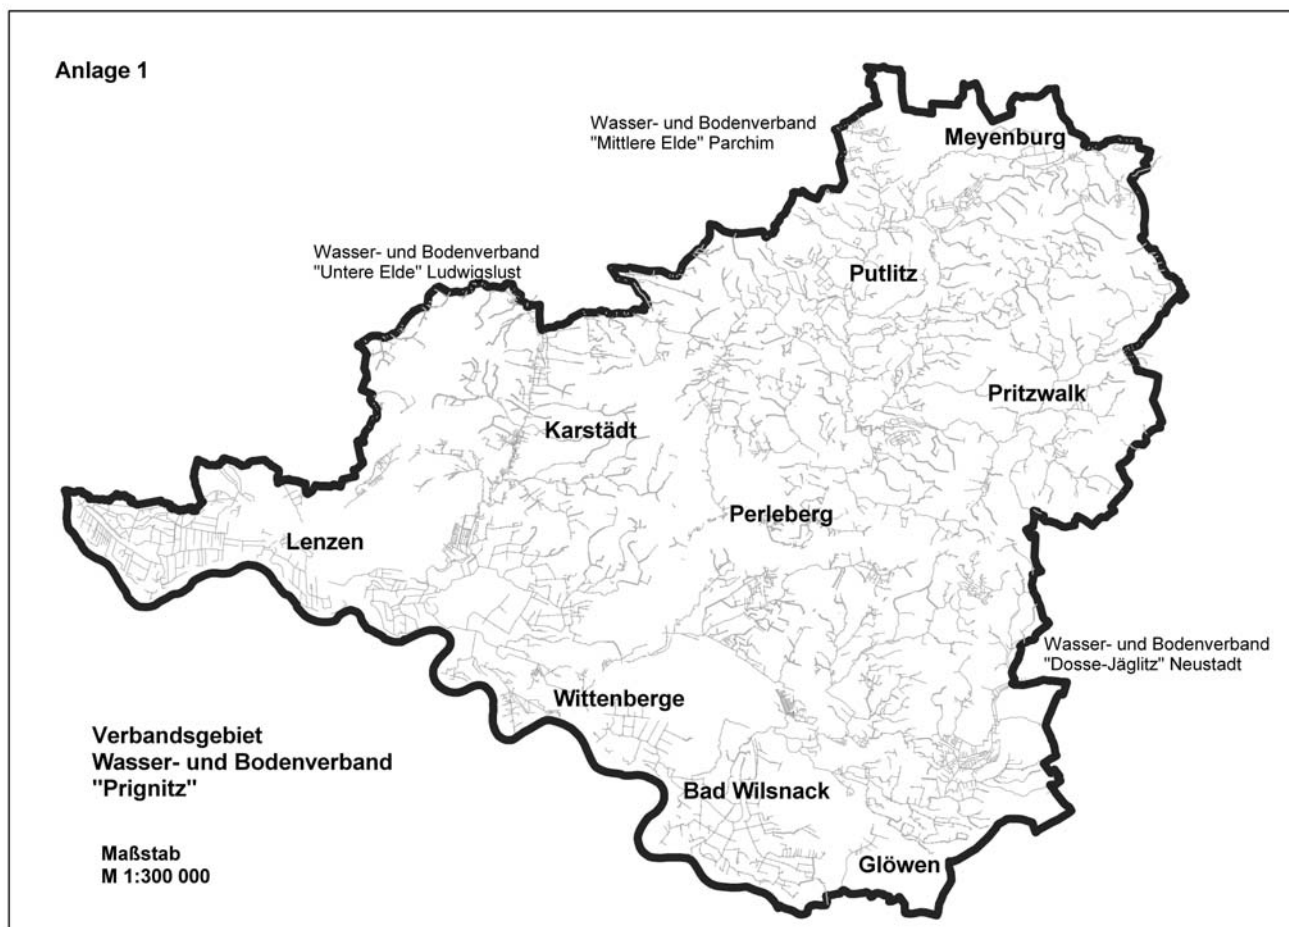 Anlage 1
Wasser- und Bodenverband
"Mittlere Elde" Parchim
Meyenburg
Wasser- und Bodenverband
"Untere Elde" Ludwigslust
Putlitz
Pritzwalk
Karstädt
Perleberg
Lenzen
Wasser- und Bodenverband
"Dosse-Jäglitz" Neustadt
Wittenberge
Verbandsgebiet
Wasser- und Bodenverband
"Prignitz"
Bad Wilsnack
Glöwen
Maßstab
M 1:300 000